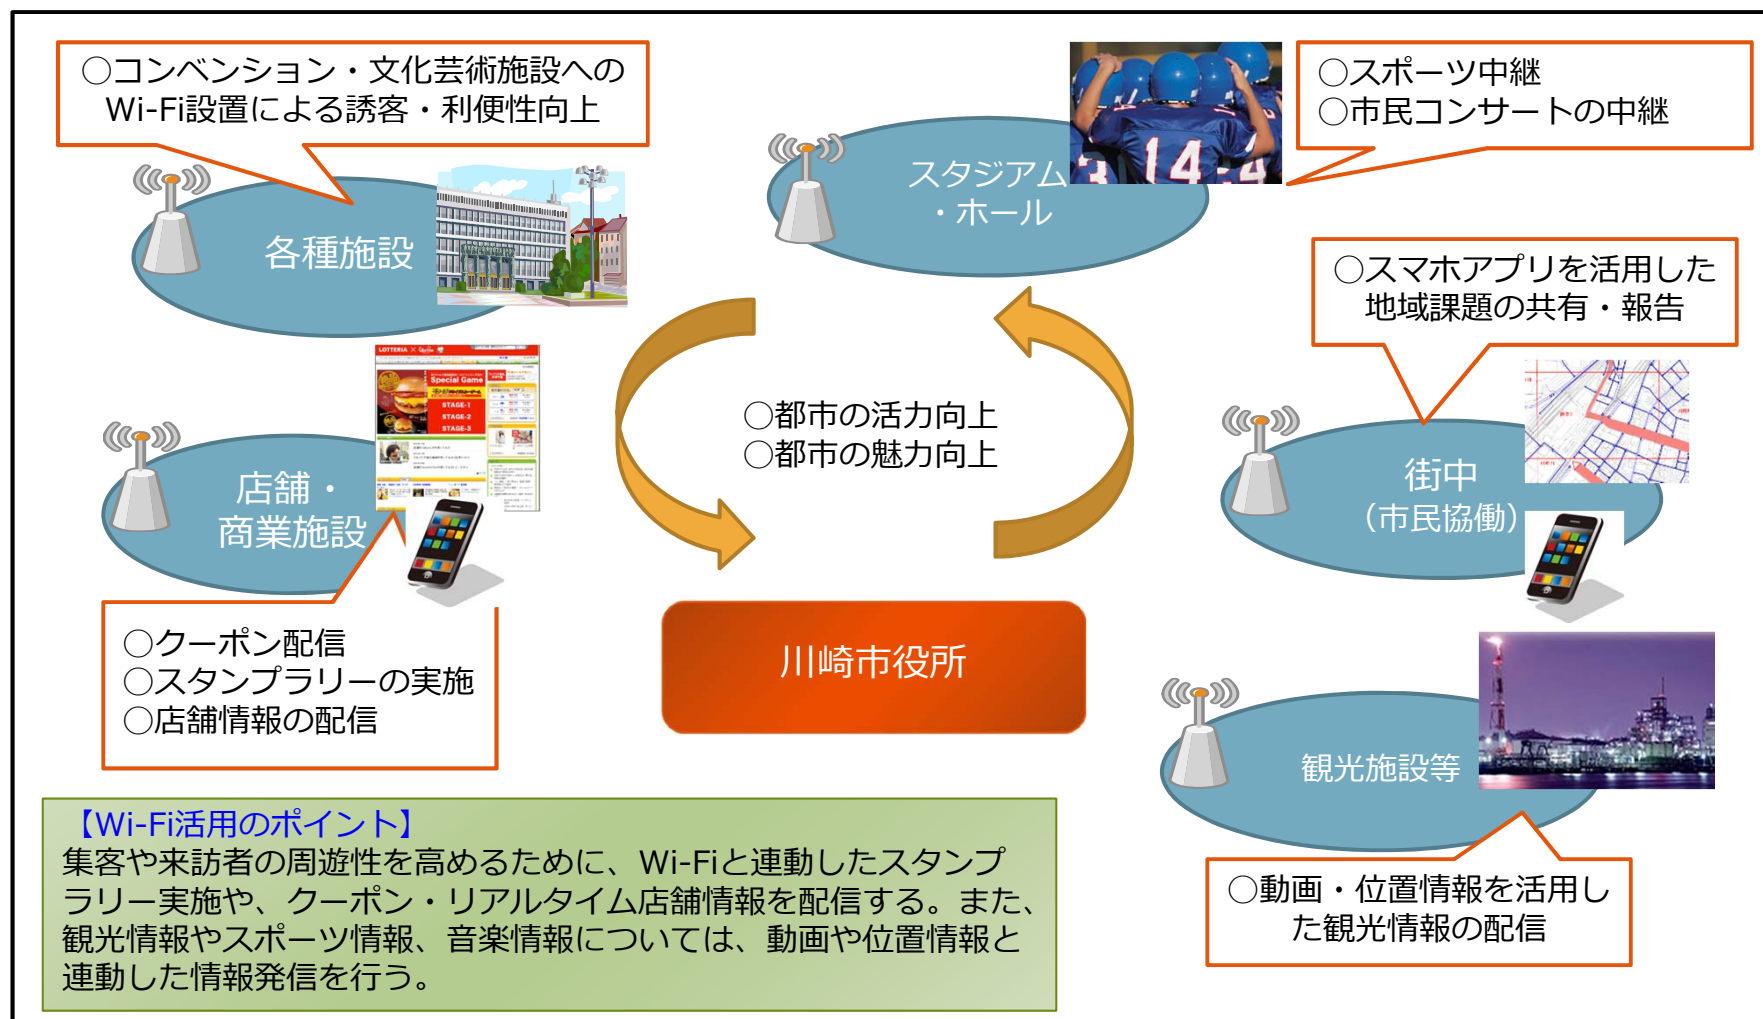 ○コンベンション・文化芸術施設への
Wi-Fi設置による誘客・利便性向上
各種施設
スタジアム
・ホール
14
○スポーツ中継
○市民コンサートの中継
○スマホアプリを活用した
地域課題の共有・報告
LOTTERIA
Special Game
STAGE-1
STAGE-2
STAGE-3
店舗・
商業施設
○都市の活力向上
○都市の魅力向上
街中
（市民協働）
○クーポン配信
○スタンプラリーの実施
○店舗情報の配信
川崎市役所
観光施設等
○動画・位置情報を活用し
た観光情報の配信
【Wi-Fi活用のポイント】
集客や来訪者の周遊性を高めるために、Wi-Fiと連動したスタンプ
ラリー実施や、クーポン・リアルタイム店舗情報を配信する。また、
観光情報やスポーツ情報、音楽情報については、動画や位置情報と
連動した情報発信を行う。